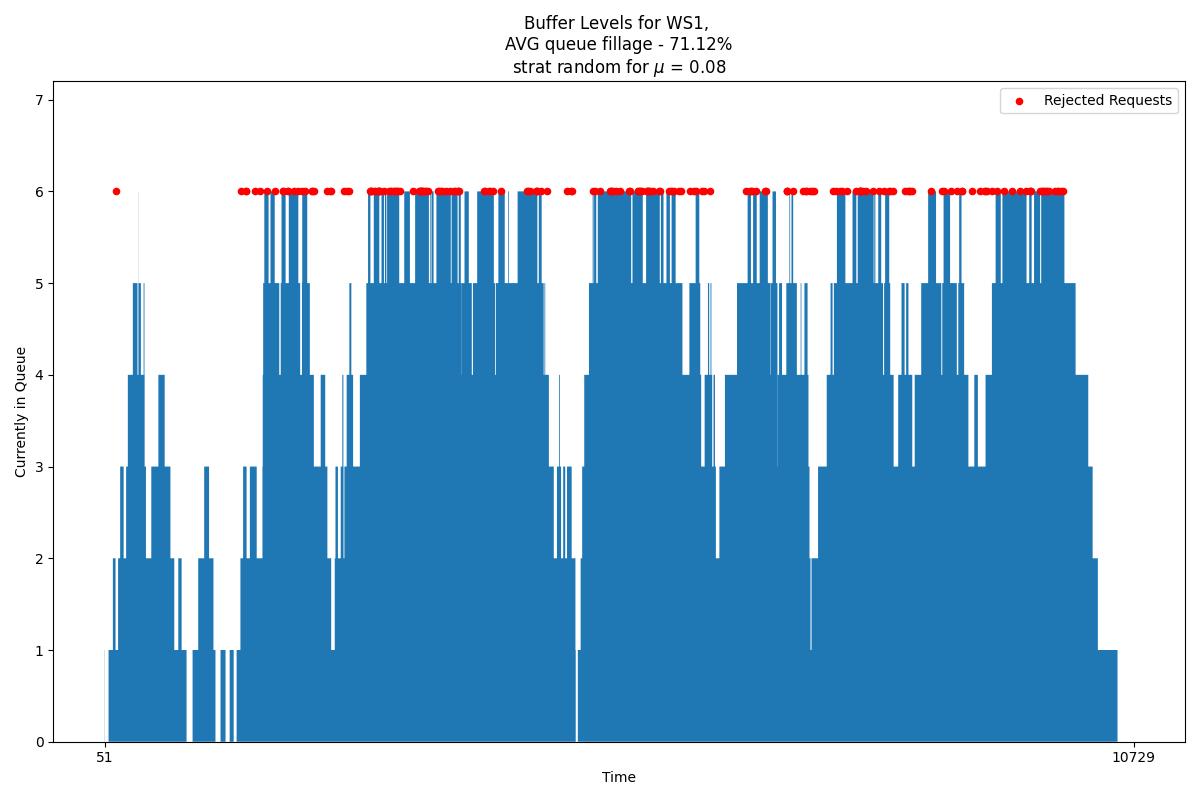 Buffer Levels for WS1,
AVG queue fillage - 71.12%
strat random for μ = 0.08
Rejected Requests
7
6
5
4
3
2
1
0
Currently in Queue
51
10729
Time